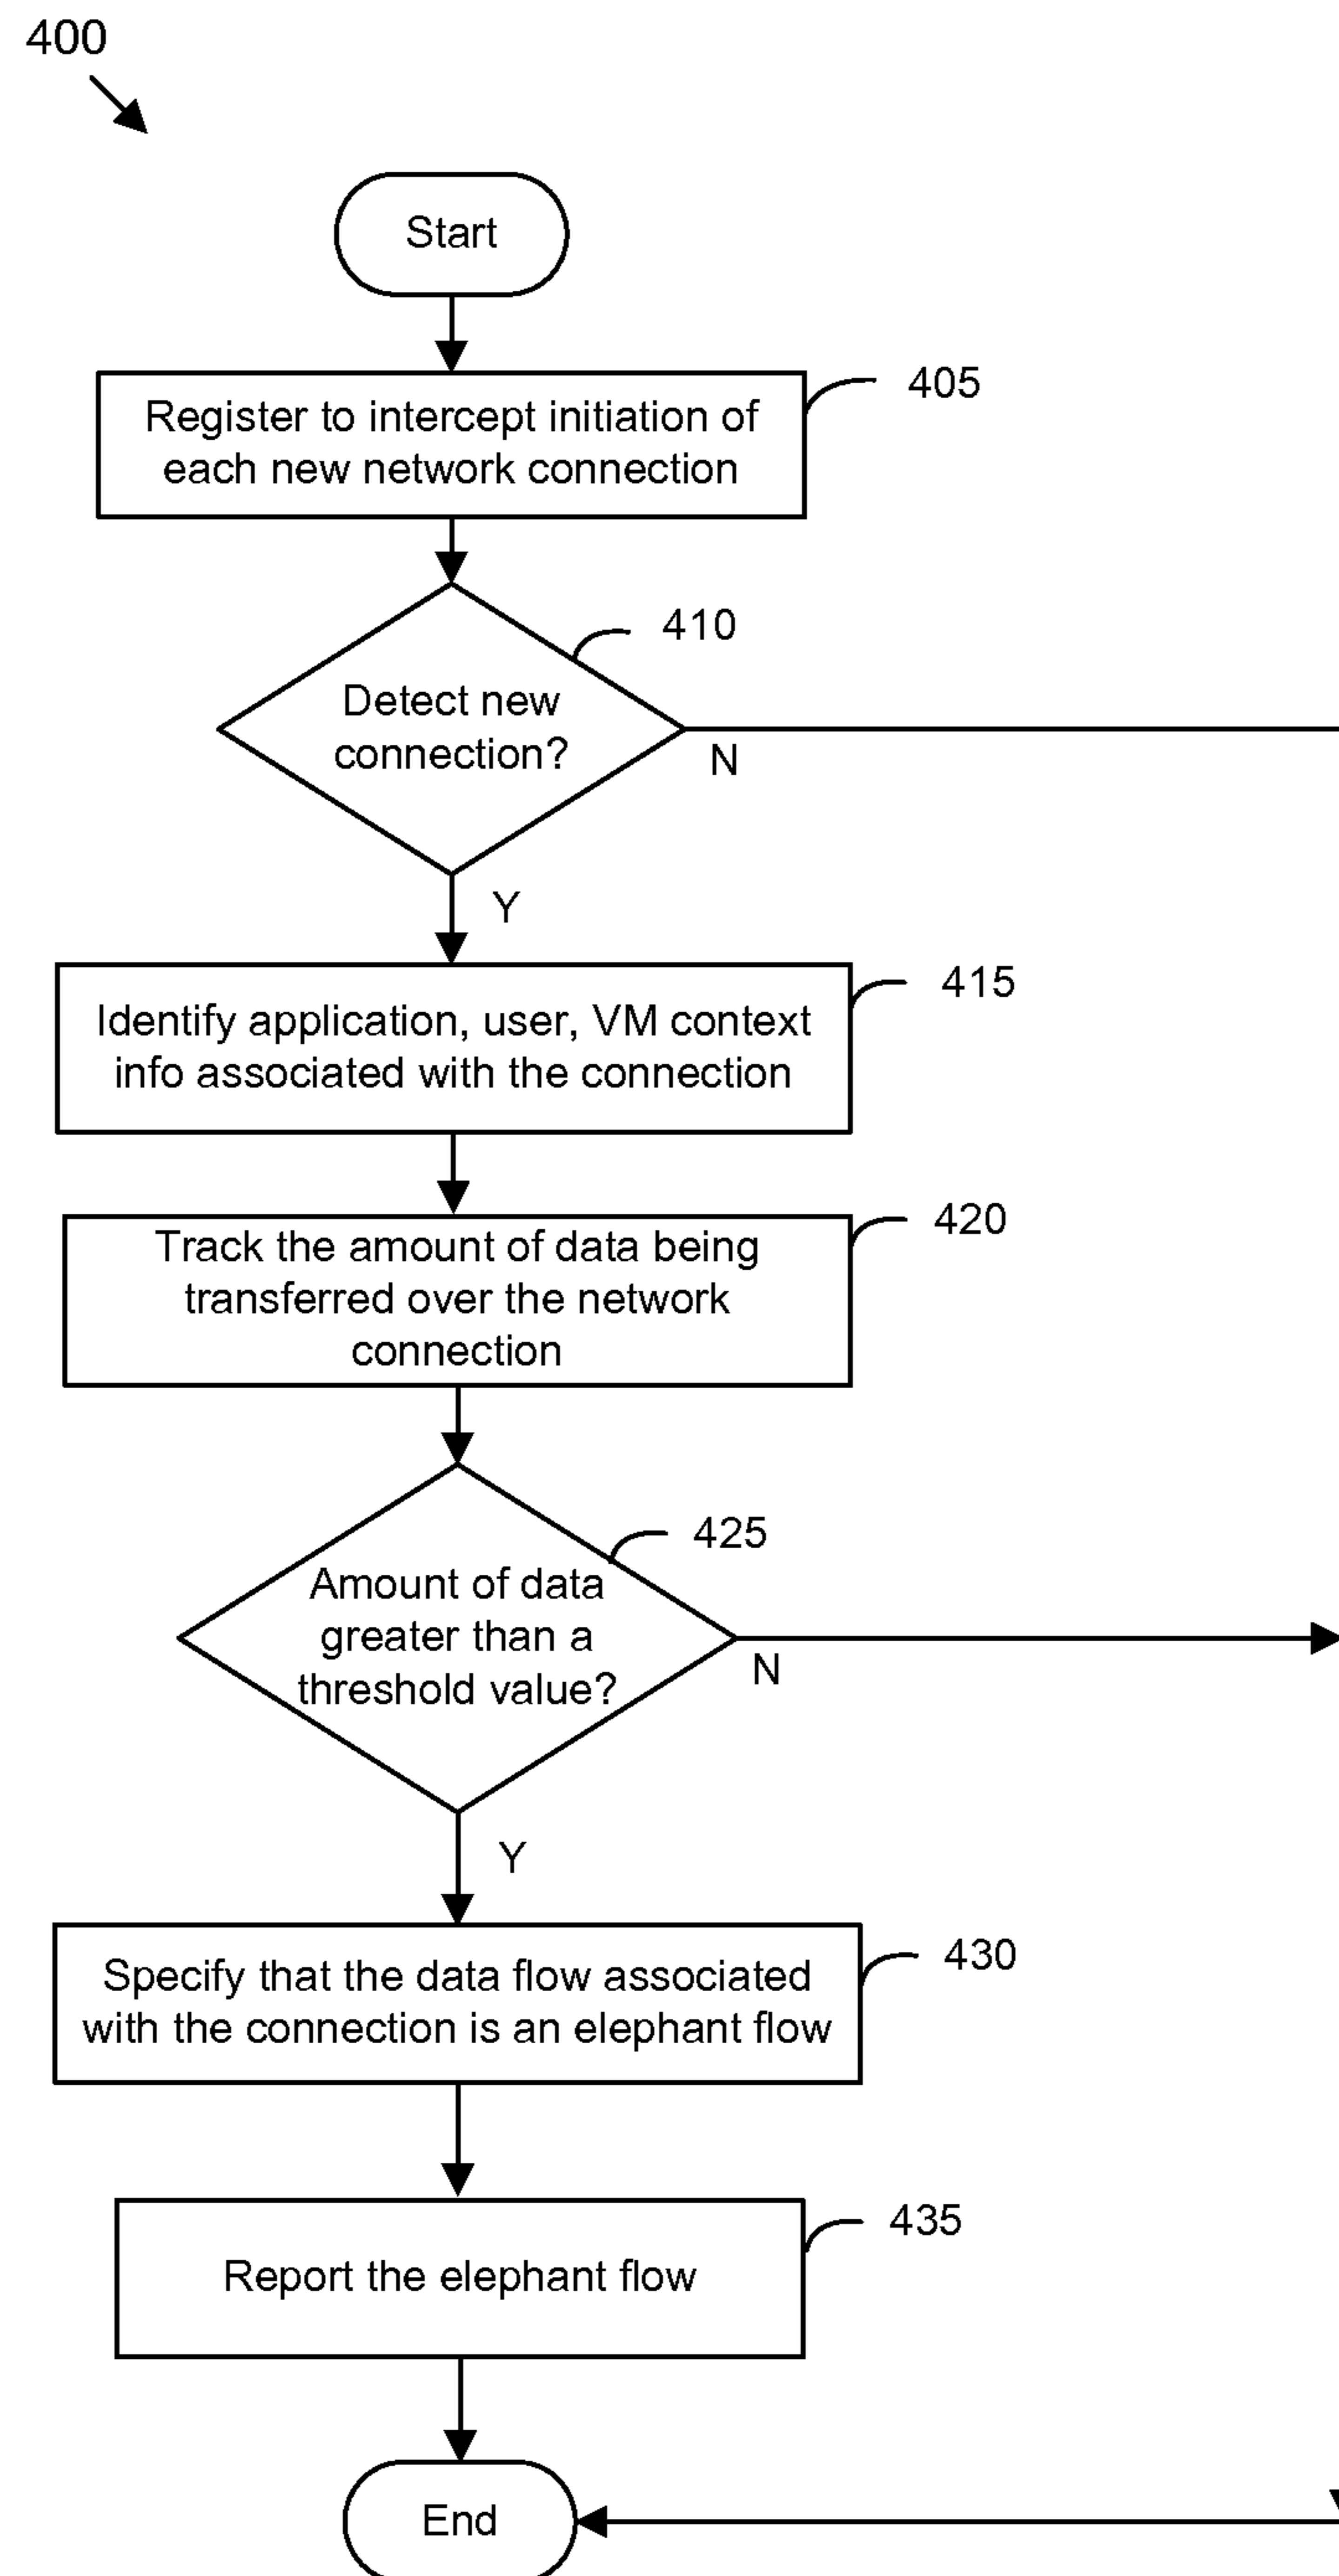 400
Start
405
Register to intercept initiation of
each new network connection
410
Detect new
connection?
N
Y
415
Identify application, user, VM context
info associated with the connection
420
Track the amount of data being
transferred over the network
connection
425
Amount of data
greater than a
threshold value?
N
Y
430
Specify that the data flow associated
with the connection is an elephant flow
435
Report the elephant flow
End